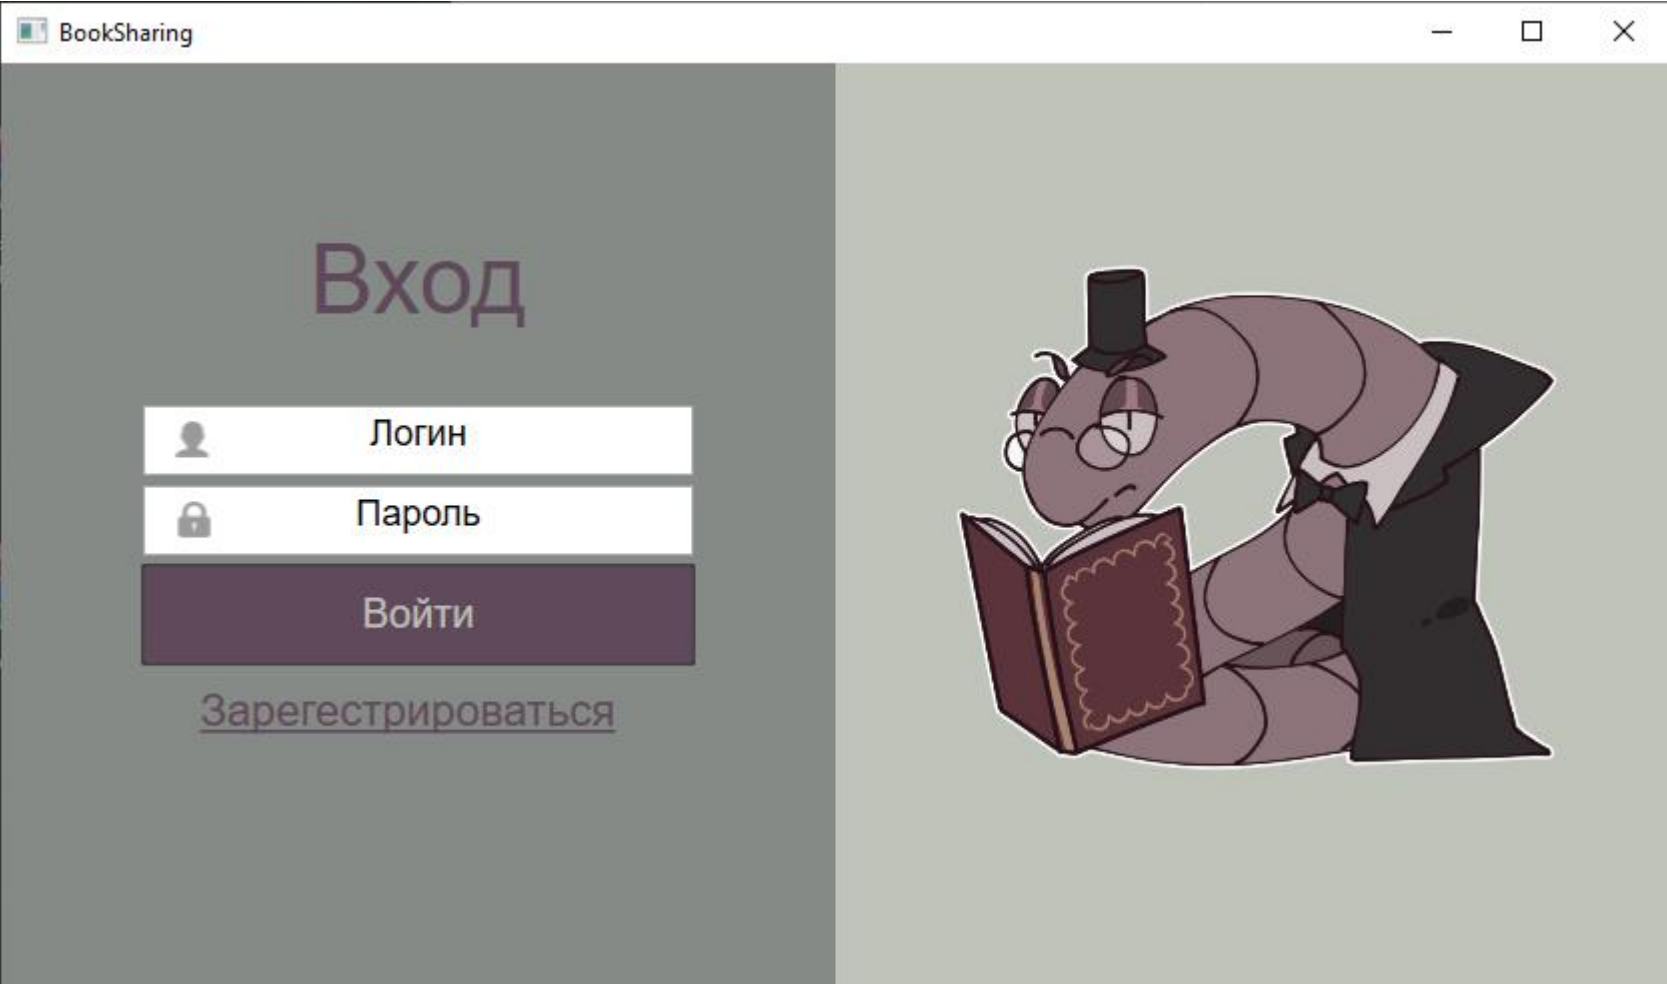 BookSharing
Вход
Логин
Пароль
Войти
Зарегестрироваться